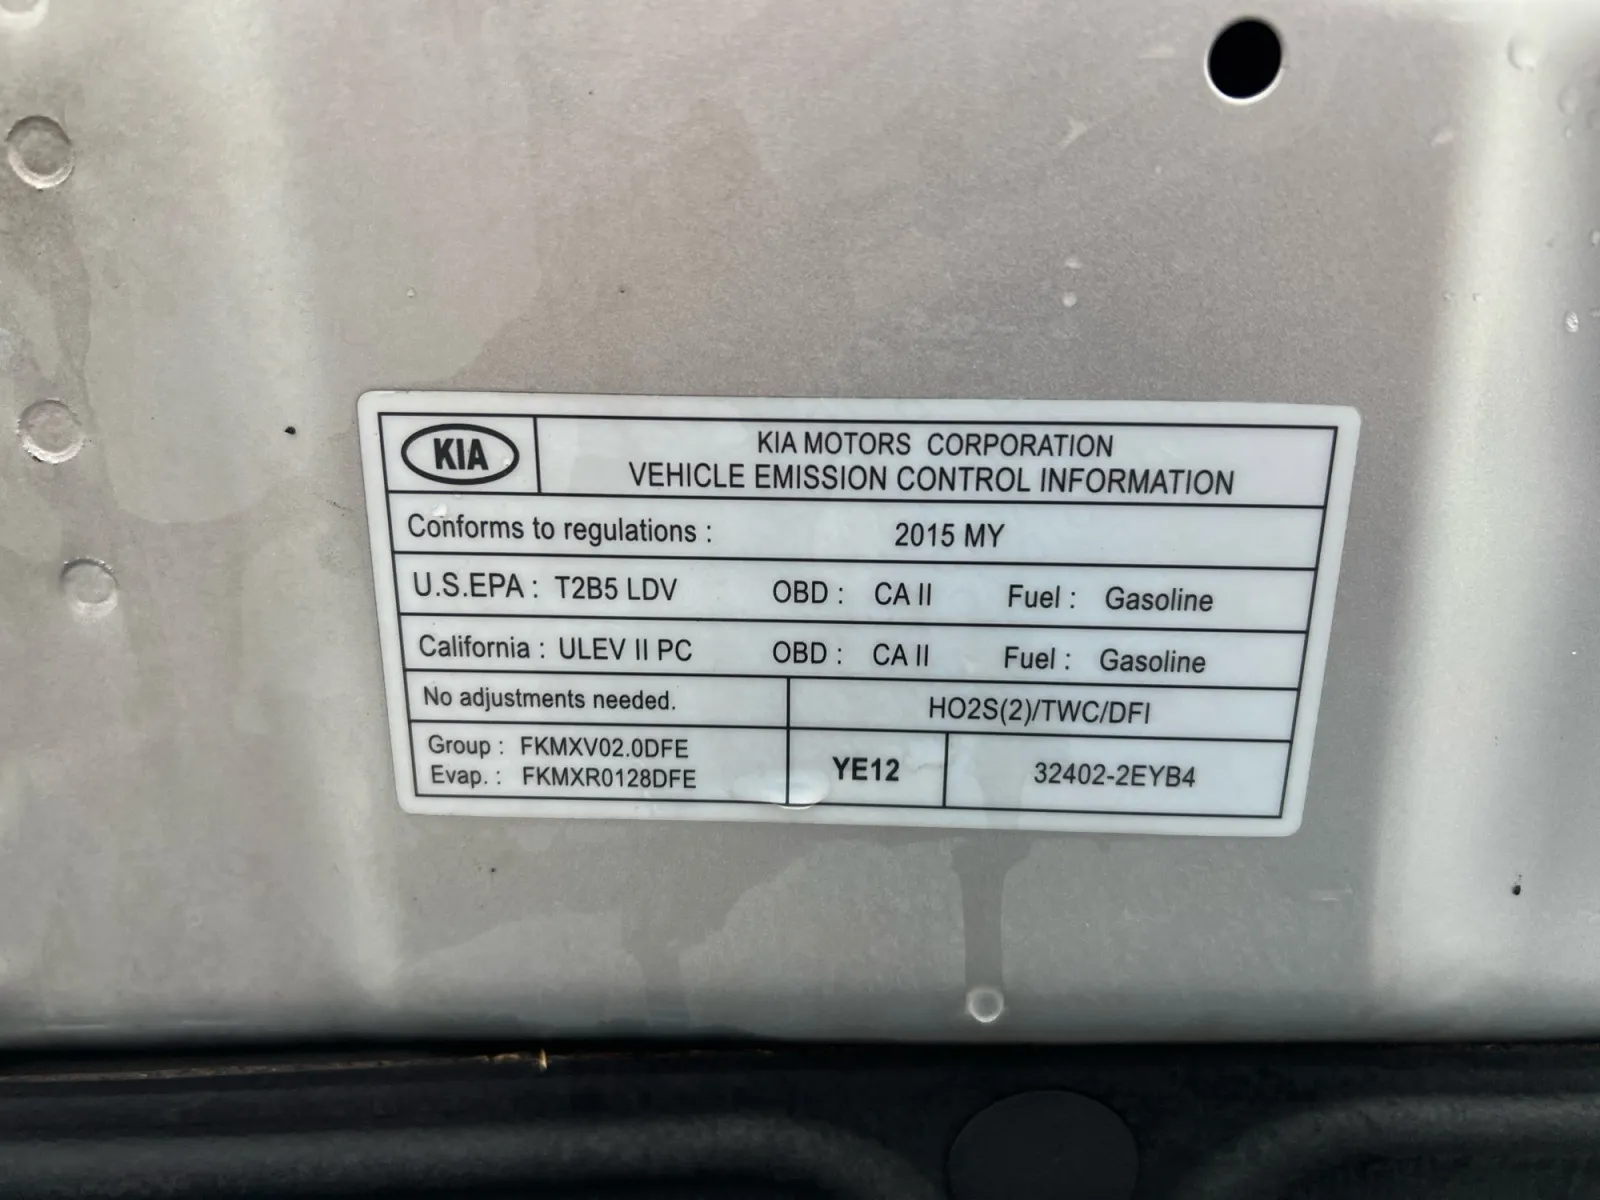 KIA
KIA MOTORS CORPORATION
VEHICLE EMISSION CONTROL INFORMATION
Conforms to regulations : 2015 MY
U.S.EPA : T2B5 LDV OBD : CA II Fuel : Gasoline
California : ULEV II PC OBD : CA II Fuel : Gasoline
No adjustments needed. HO2S(2)/TWC/DFI
Group : FKMXV02.0DFE
Evap. : FKMXR0128DFE
YE12
32402-2EYB4